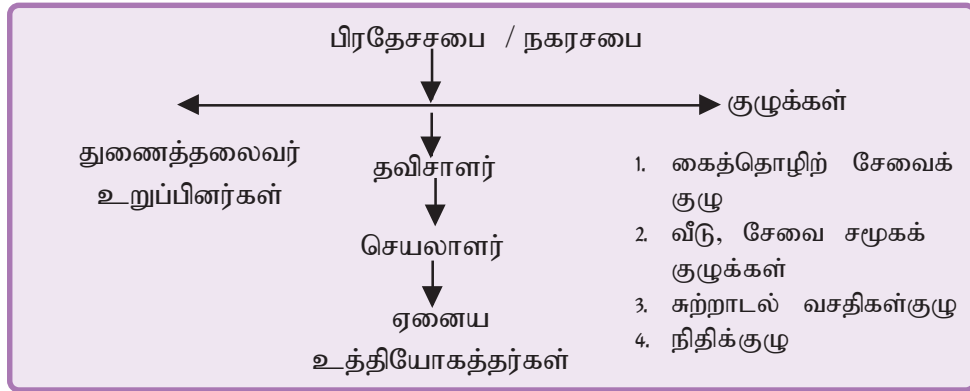 பிரதேசசபை / நகரசபை
குழுக்கள்
துணைத்தலைவர்
உறுப்பினர்கள்
தவிசாளர்
செயலாளர்
ஏனைய
உத்தியோகத்தர்கள்
1. கைத்தொழிற் சேவைக்
குழு
2. வீடு, சேவை சமூகக்
குழுக்கள்
3. சுற்றாடல் வசதிகள்குழு
4. நிதிக்குழு